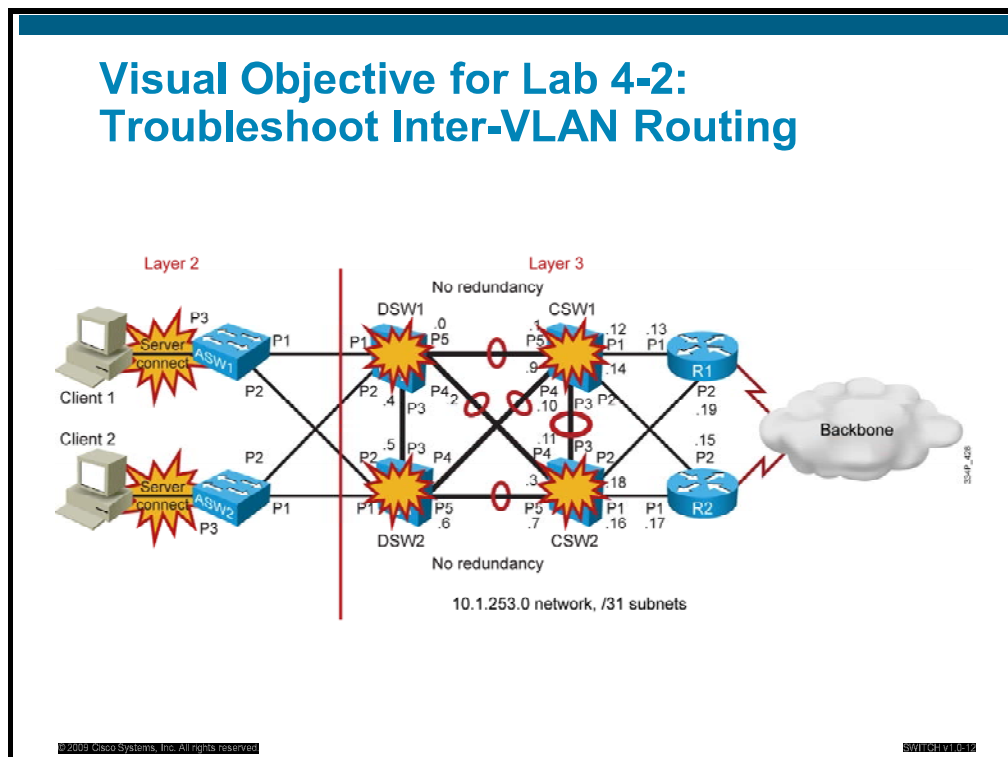 Visual Objective for Lab 4-2:
Troubleshoot Inter-VLAN Routing
Layer 2
Layer 3
No redundancy
DSW1
CSW1
P3
Server
connect
ASW1
P1
P1
.0
P5
.1
P5
.12
P1
.13
P1
R1
Client 1
P2
P2
.4
P3
P4
.2
.9
P4
.10
P3
.14
P2
P2
.19
Client 2
P2
.5
P3
P2
P4
.11
P4
P3
P2
.15
P2
Backbone
Server
connect
ASW2
P3
P1
P1
P5
.6
.3
P5
.7
.18
P1
.16
P1
.17
R2
DSW2
CSW2
No redundancy
10.1.253.0 network, /31 subnets
334P_428
© 2009 Cisco Systems, Inc. All rights reserved.
SWITCH v1.0-12